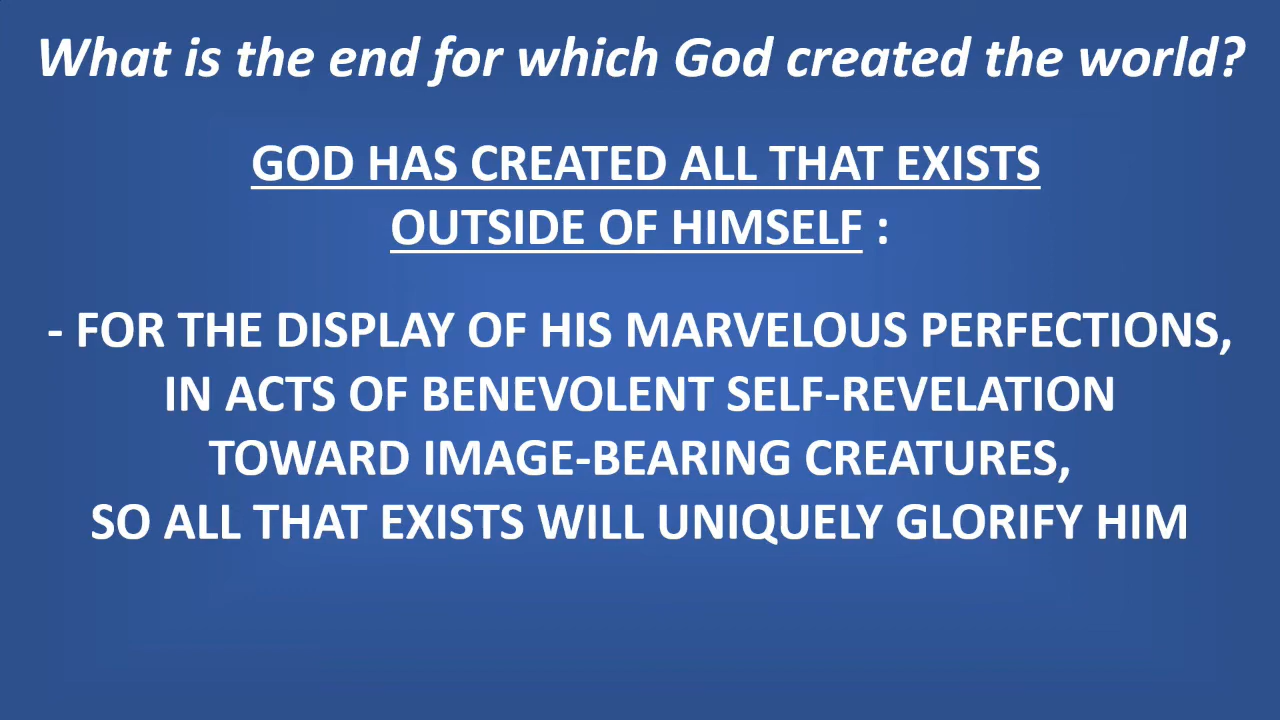 What is the end for which God created the world?
GOD HAS CREATED ALL THAT EXISTS
OUTSIDE OF HIMSELF :
- FOR THE DISPLAY OF HIS MARVELOUS PERFECTIONS,
IN ACTS OF BENEVOLENT SELF-REVELATION
TOWARD IMAGE-BEARING CREATURES,
SO ALL THAT EXISTS WILL UNIQUELY GLORIFY HIM